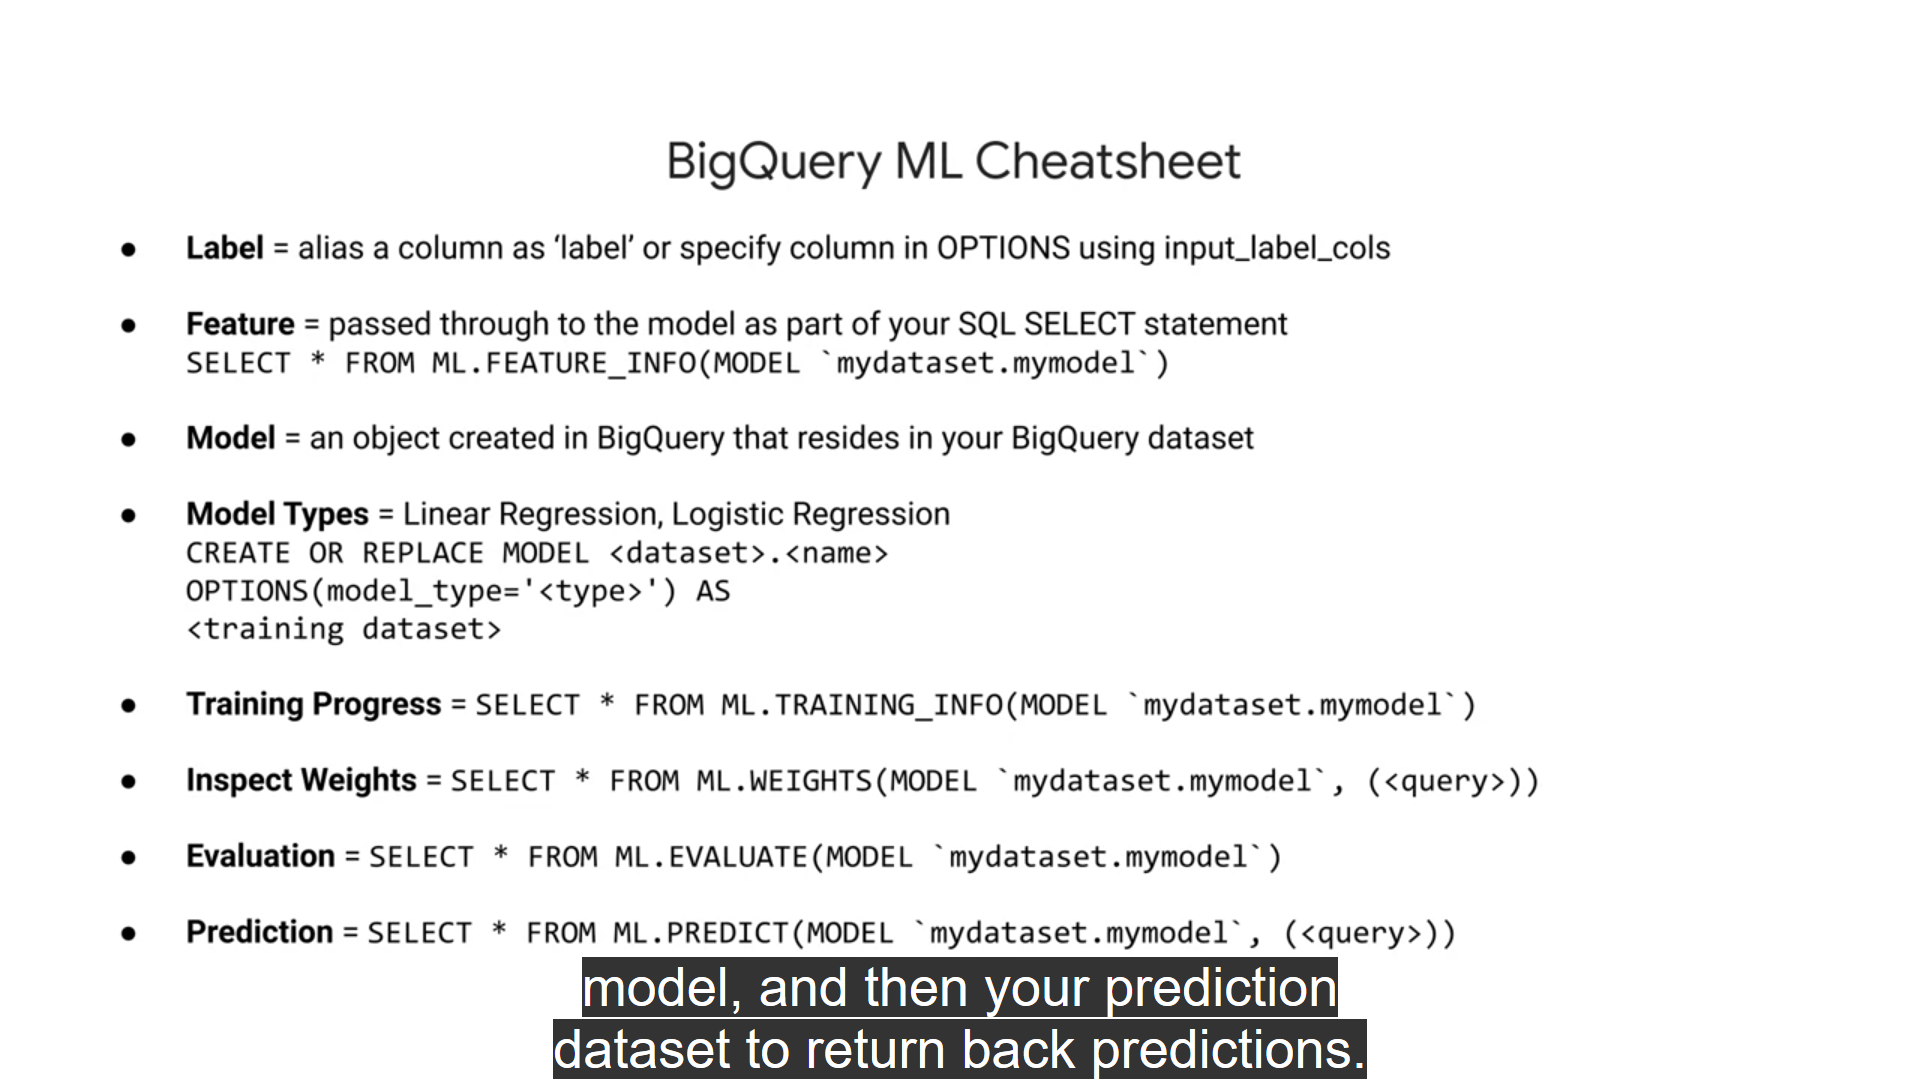 BigQuery ML Cheatsheet
● Label = alias a column as ‘label’ or specify column in OPTIONS using input_label_cols
● Feature = passed through to the model as part of your SQL SELECT statement
SELECT * FROM ML.FEATURE_INFO(MODEL `mydataset.mymodel`)
● Model = an object created in BigQuery that resides in your BigQuery dataset
● Model Types = Linear Regression, Logistic Regression
CREATE OR REPLACE MODEL <dataset>.<name>
OPTIONS(model_type='<type>') AS
<training dataset>
● Training Progress = SELECT * FROM ML.TRAINING_INFO(MODEL `mydataset.mymodel`)
● Inspect Weights = SELECT * FROM ML.WEIGHTS(MODEL `mydataset.mymodel`, (<query>))
● Evaluation = SELECT * FROM ML.EVALUATE(MODEL `mydataset.mymodel`)
● Prediction = SELECT * FROM ML.PREDICT(MODEL `mydataset.mymodel`, (<query>))
model, and then your prediction
dataset to return back predictions.